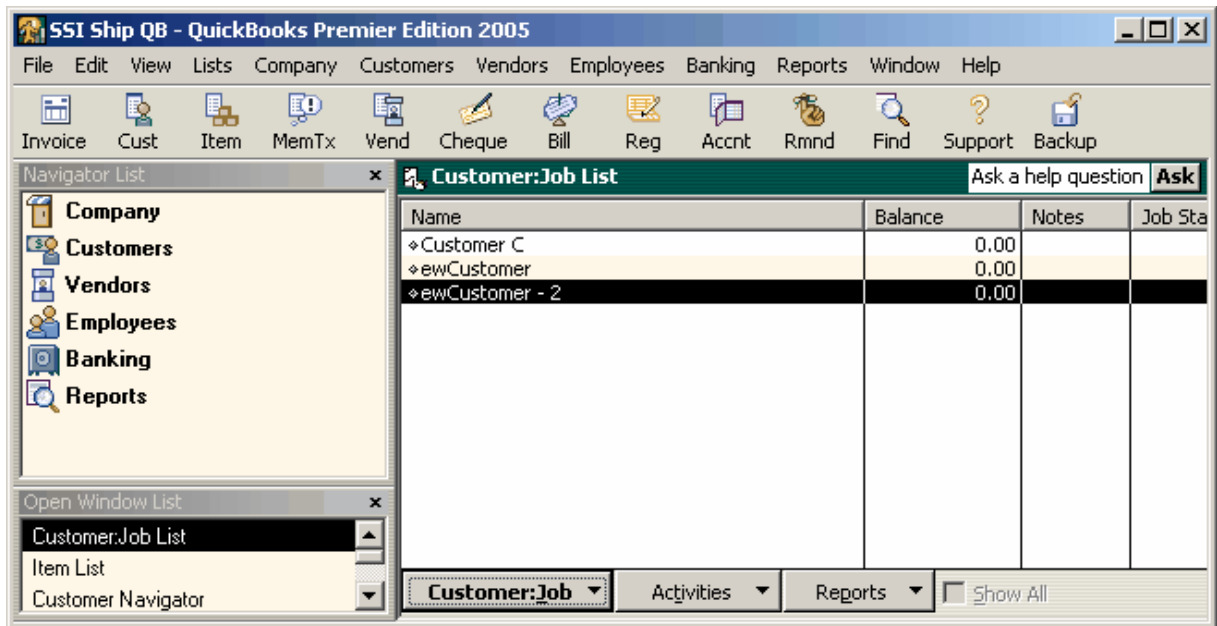 SSI Ship QB - QuickBooks Premier Edition 2005
File Edit View Lists Company Customers Vendors Employees Banking Reports Window Help
Invoice Cust Item MemTx Vend Cheque Bill Reg Accnt Rmnd Find Support Backup
Navigator List
Company
Customers
Vendors
Employees
Banking
Reports
Open Window List
Customer:Job List
Item List
Customer Navigator
Customer:Job List Ask a help question Ask
Name Balance Notes Job Sta
Customer C 0.00
ewCustomer 0.00
ewCustomer - 2 0.00
Customer:Job Activities Reports Show All